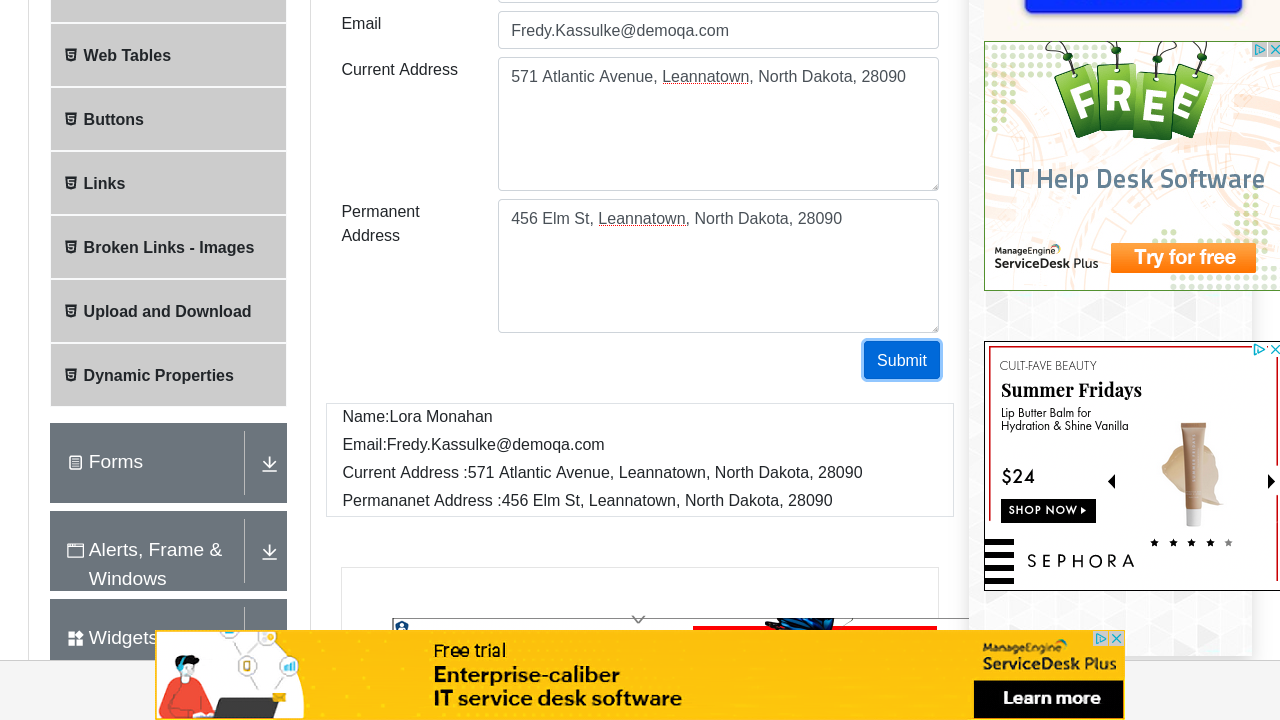 Email
Fredy.Kassulke@demoqa.com
Web Tables
Current Address
571 Atlantic Avenue, Leannatown, North Dakota, 28090
Buttons
Links
Permanent
Address
456 Elm St, Leannatown, North Dakota, 28090
Broken Links - Images
Upload and Download
Dynamic Properties
Submit
Name:Lora Monahan
Email:Fredy.Kassulke@demoqa.com
Current Address :571 Atlantic Avenue, Leannatown, North Dakota, 28090
Permananet Address :456 Elm St, Leannatown, North Dakota, 28090
Forms
Alerts, Frame &
Windows
Widgets
FREE
IT Help Desk Software
ManageEngine
ServiceDesk Plus
Try for free
CULT-FAVE BEAUTY
Summer Fridays
Lip Butter Balm for
Hydration & Shine Vanilla
$24
SHOP NOW
SEPHORA
Free trial
Enterprise-caliber
IT service desk software
ManageEngine
ServiceDesk Plus
Learn more